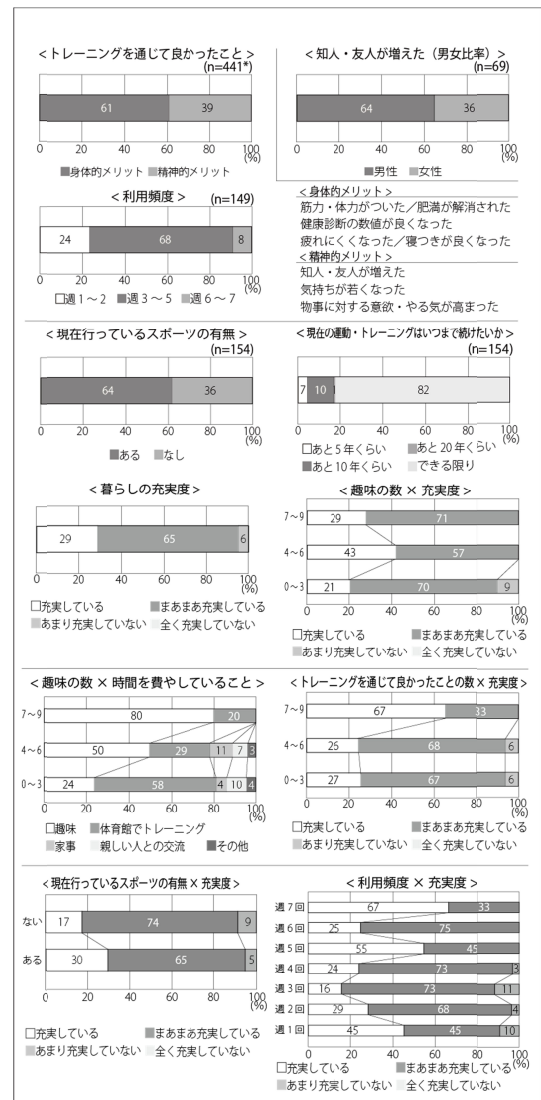 ＜トレーニングを通じて良かったこと＞
(n=441*)
61 39
0 20 40 60 80 100
(%)
■身体的メリット ■精神的メリット
＜知人・友人が増えた（男女比率）＞
(n=69)
64 36
0 20 40 60 80 100
(%)
■男性 ■女性
＜利用頻度＞ (n=149)
24 68 8
0 20 40 60 80 100
(%)
□週1～2 ■週3～5 ■週6～7
＜身体的メリット＞
筋力・体力がついた／肥満が解消された
健康診断の数値が良くなった
疲れにくくなった／寝つきが良くなった
＜精神的メリット＞
知人・友人が増えた
気持ちが若くなった
物事に対する意欲・やる気が高まった
＜現在行っているスポーツの有無＞
(n=154)
64 36
0 20 40 60 80 100
(%)
■ある ■なし
＜現在の運動・トレーニングはいつまで続けたいか＞
(n=154)
7 10 1 82
0 20 40 60 80 100
(%)
□あと5年くらい ■あと20年くらい
■あと10年くらい ■できる限り
＜暮らしの充実度＞
29 65 6
0 20 40 60 80 100
(%)
□充実している ■まあまあ充実している
■あまり充実していない 全く充実していない
＜趣味の数×充実度＞
7～9 29 71
4～6 43 57
0～3 21 70 9
0 20 40 60 80 100
(%)
□充実している ■まあまあ充実している
■あまり充実していない 全く充実していない
＜趣味の数×時間を費やしていること＞
7～9 80 20
4～6 50 29 11 7 3
0～3 24 58 4 10 4
0 20 40 60 80 100
(%)
□趣味 ■体育館でトレーニング
■家事 親しい人との交流 ■その他
＜トレーニングを通じて良かったことの数×充実度＞
7～9 67 33
4～6 25 68 6
0～3 27 67 6
0 20 40 60 80 100
(%)
□充実している ■まあまあ充実している
■あまり充実していない 全く充実していない
＜現在行っているスポーツの有無×充実度＞
ない 17 74 9
ある 30 65 5
0 20 40 60 80 100
(%)
□充実している ■まあまあ充実している
■あまり充実していない 全く充実していない
＜利用頻度×充実度＞
週7回 67 33
週6回 25 75
週5回 55 45
週4回 24 73 3
週3回 16 73 11
週2回 29 68 4
週1回 45 45 10
0 20 40 60 80 100
(%)
□充実している ■まあまあ充実している
■あまり充実していない 全く充実していない